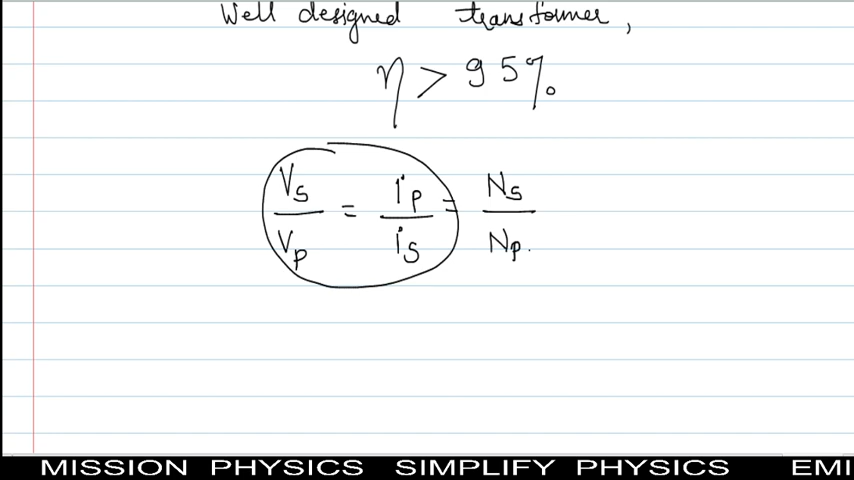 Well designed transformer,
η > 95%
Vs/Vp = ip/is = Ns/Np.
MISSION PHYSICS SIMPLIFY PHYSICS EMI